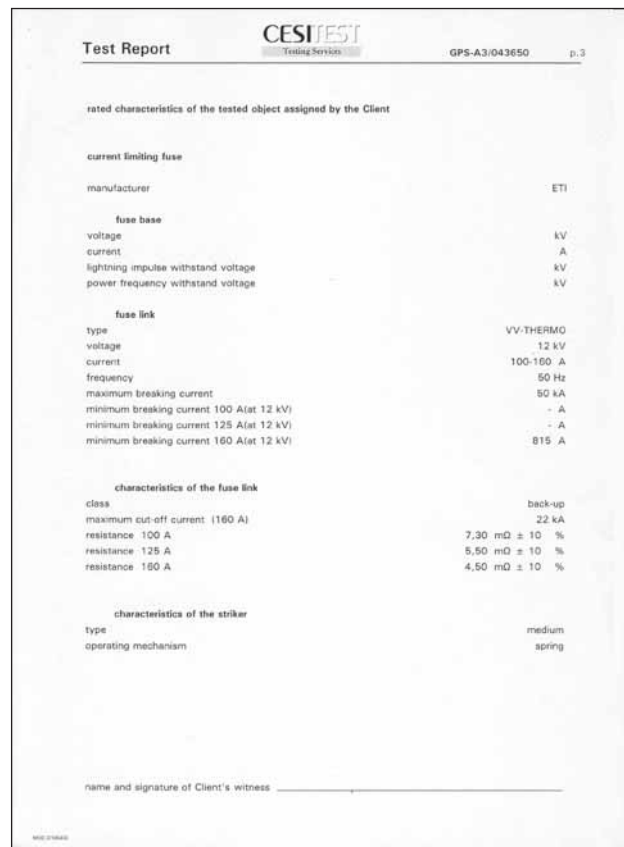 CESITEST
Test Report
Testing Services
GPS-A3/043650 p.3
rated characteristics of the tested object assigned by the Client
current limiting fuse
manufacturer ETI
fuse base
voltage kV
current A
lightning impulse withstand voltage kV
power frequency withstand voltage kV
fuse link
type VV-THERMO
voltage 12 kV
current 100-160 A
frequency 50 Hz
maximum breaking current 50 kA
minimum breaking current 100 A(at 12 kV) - A
minimum breaking current 125 A(at 12 kV) - A
minimum breaking current 160 A(at 12 kV) 815 A
characteristics of the fuse link
class back-up
maximum cut-off current (160 A) 22 kA
resistance 100 A 7,30 mΩ ± 10 %
resistance 125 A 5,50 mΩ ± 10 %
resistance 160 A 4,50 mΩ ± 10 %
characteristics of the striker
type medium
operating mechanism spring
name and signature of Client's witness